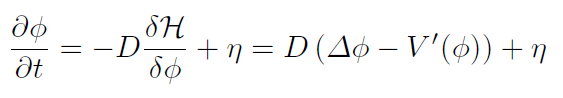 ∂ϕ/∂t = −D δℋ/δϕ + η = D (Δϕ − V′(ϕ)) + η